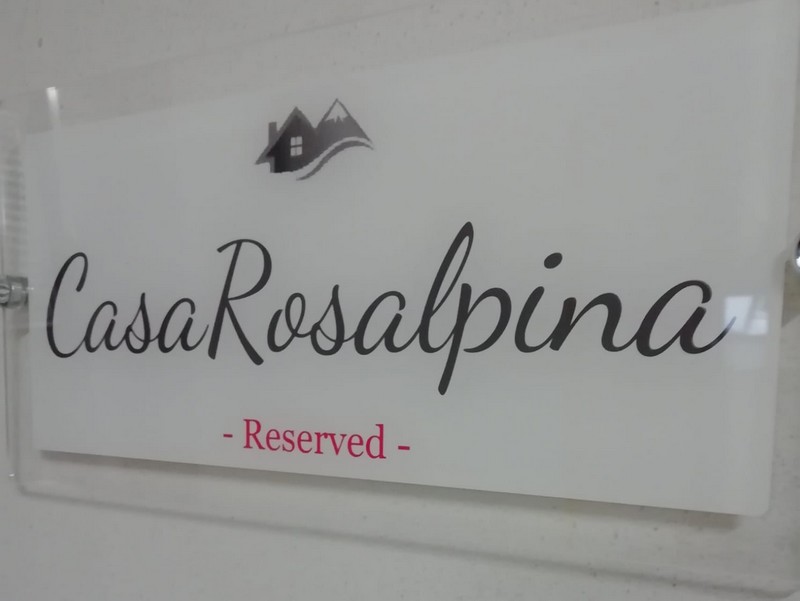 CasaRosalpina
- Reserved -